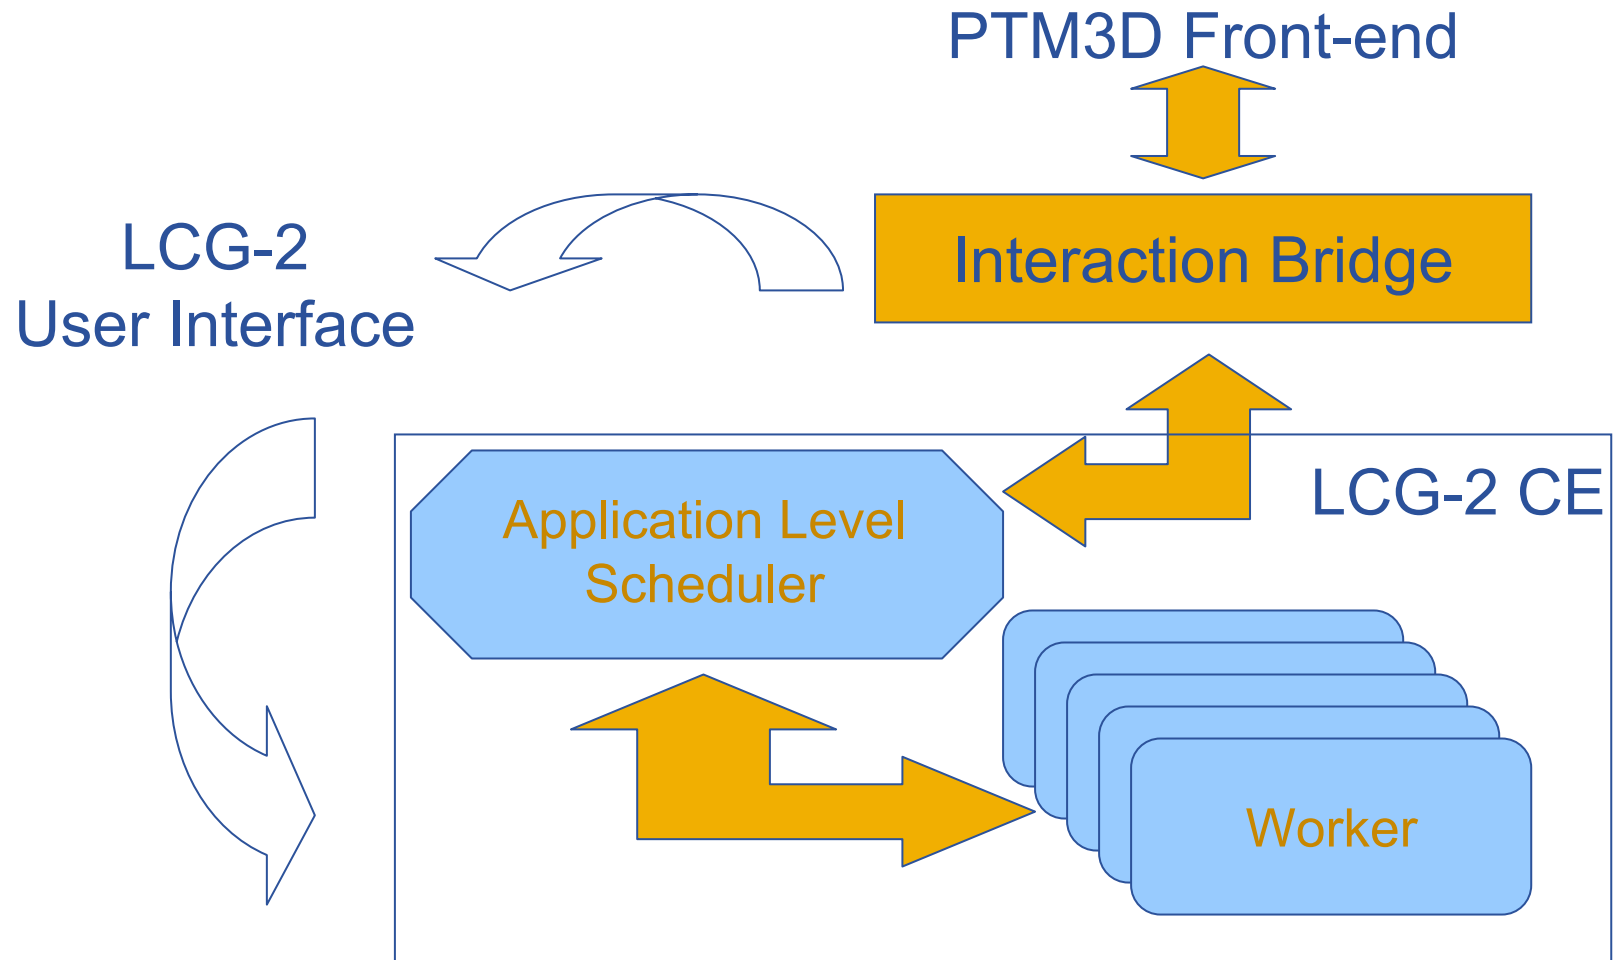 PTM3D Front-end
LCG-2
User Interface
Interaction Bridge
LCG-2 CE
Application Level
Scheduler
Worker